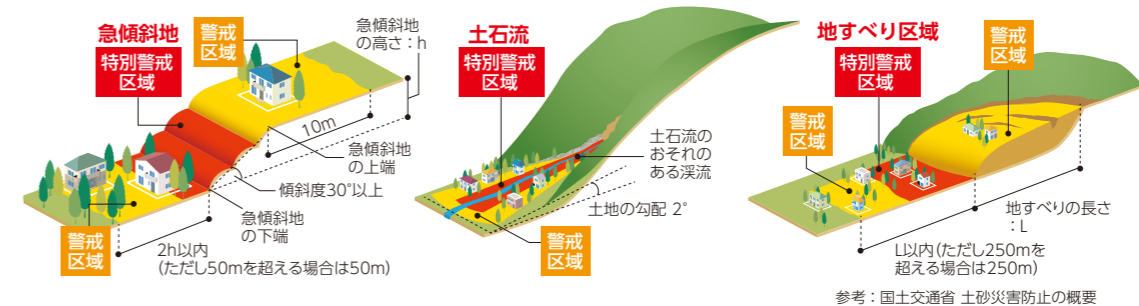 急傾斜地
特別警戒
区域
警戒
区域
急傾斜地
の高さ：h
10m
急傾斜地
の上端
傾斜度30°以上
急傾斜地
の下端
警戒
区域
2h以内
（ただし50mを超える場合は50m）
土石流
特別警戒
区域
土石流の
おそれの
ある渓流
土地の勾配 2°
警戒
区域
地すべり区域
特別警戒
区域
警戒
区域
警戒
区域
地すべりの長さ
：L
L以内（ただし250mを
超える場合は250m）
参考：国土交通省 土砂災害防止の概要